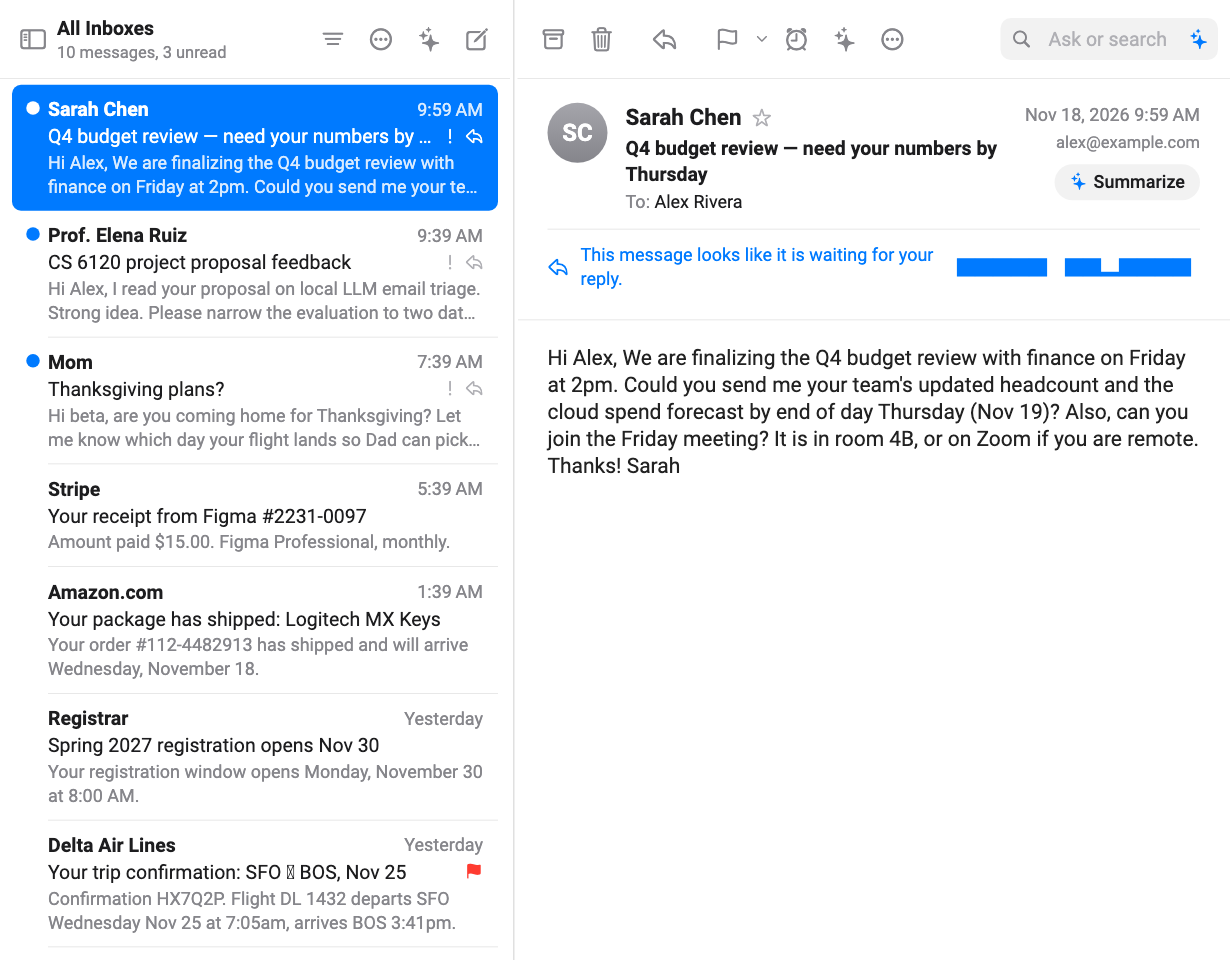 All Inboxes
10 messages, 3 unread
Ask or search
Sarah Chen
9:59 AM
Q4 budget review — need your numbers by ... !
Hi Alex, We are finalizing the Q4 budget review with
finance on Friday at 2pm. Could you send me your te...
Prof. Elena Ruiz
9:39 AM
CS 6120 project proposal feedback !
Hi Alex, I read your proposal on local LLM email triage.
Strong idea. Please narrow the evaluation to two dat...
Mom
7:39 AM
Thanksgiving plans? !
Hi beta, are you coming home for Thanksgiving? Let
me know which day your flight lands so Dad can pick...
Stripe
5:39 AM
Your receipt from Figma #2231-0097
Amount paid $15.00. Figma Professional, monthly.
Amazon.com
1:39 AM
Your package has shipped: Logitech MX Keys
Your order #112-4482913 has shipped and will arrive
Wednesday, November 18.
Registrar
Yesterday
Spring 2027 registration opens Nov 30
Your registration window opens Monday, November 30
at 8:00 AM.
Delta Air Lines
Yesterday
Your trip confirmation: SFO BOS, Nov 25
Confirmation HX7Q2P. Flight DL 1432 departs SFO
Wednesday Nov 25 at 7:05am, arrives BOS 3:41pm.
SC
Sarah Chen
Nov 18, 2026 9:59 AM
alex@example.com
Q4 budget review — need your numbers by
Thursday
To: Alex Rivera
Summarize
This message looks like it is waiting for your
reply.
Hi Alex, We are finalizing the Q4 budget review with finance on Friday
at 2pm. Could you send me your team's updated headcount and the
cloud spend forecast by end of day Thursday (Nov 19)? Also, can you
join the Friday meeting? It is in room 4B, or on Zoom if you are remote.
Thanks! Sarah